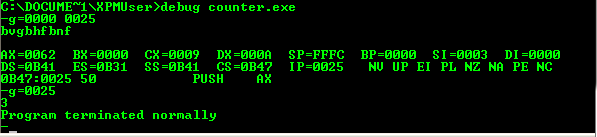 C:\DOCUME~1\XPMUser>debug counter.exe
-g=0000 0025
bvgbhfbnf
AX=0062  BX=0000  CX=0009  DX=000A  SP=FFFC  BP=0000  SI=0003  DI=0000
DS=0B41  ES=0B31  SS=0B41  CS=0B47  IP=0025   NV UP EI PL NZ NA PE NC
0B47:0025 50            PUSH    AX
-g=0025
3
Program terminated normally
-